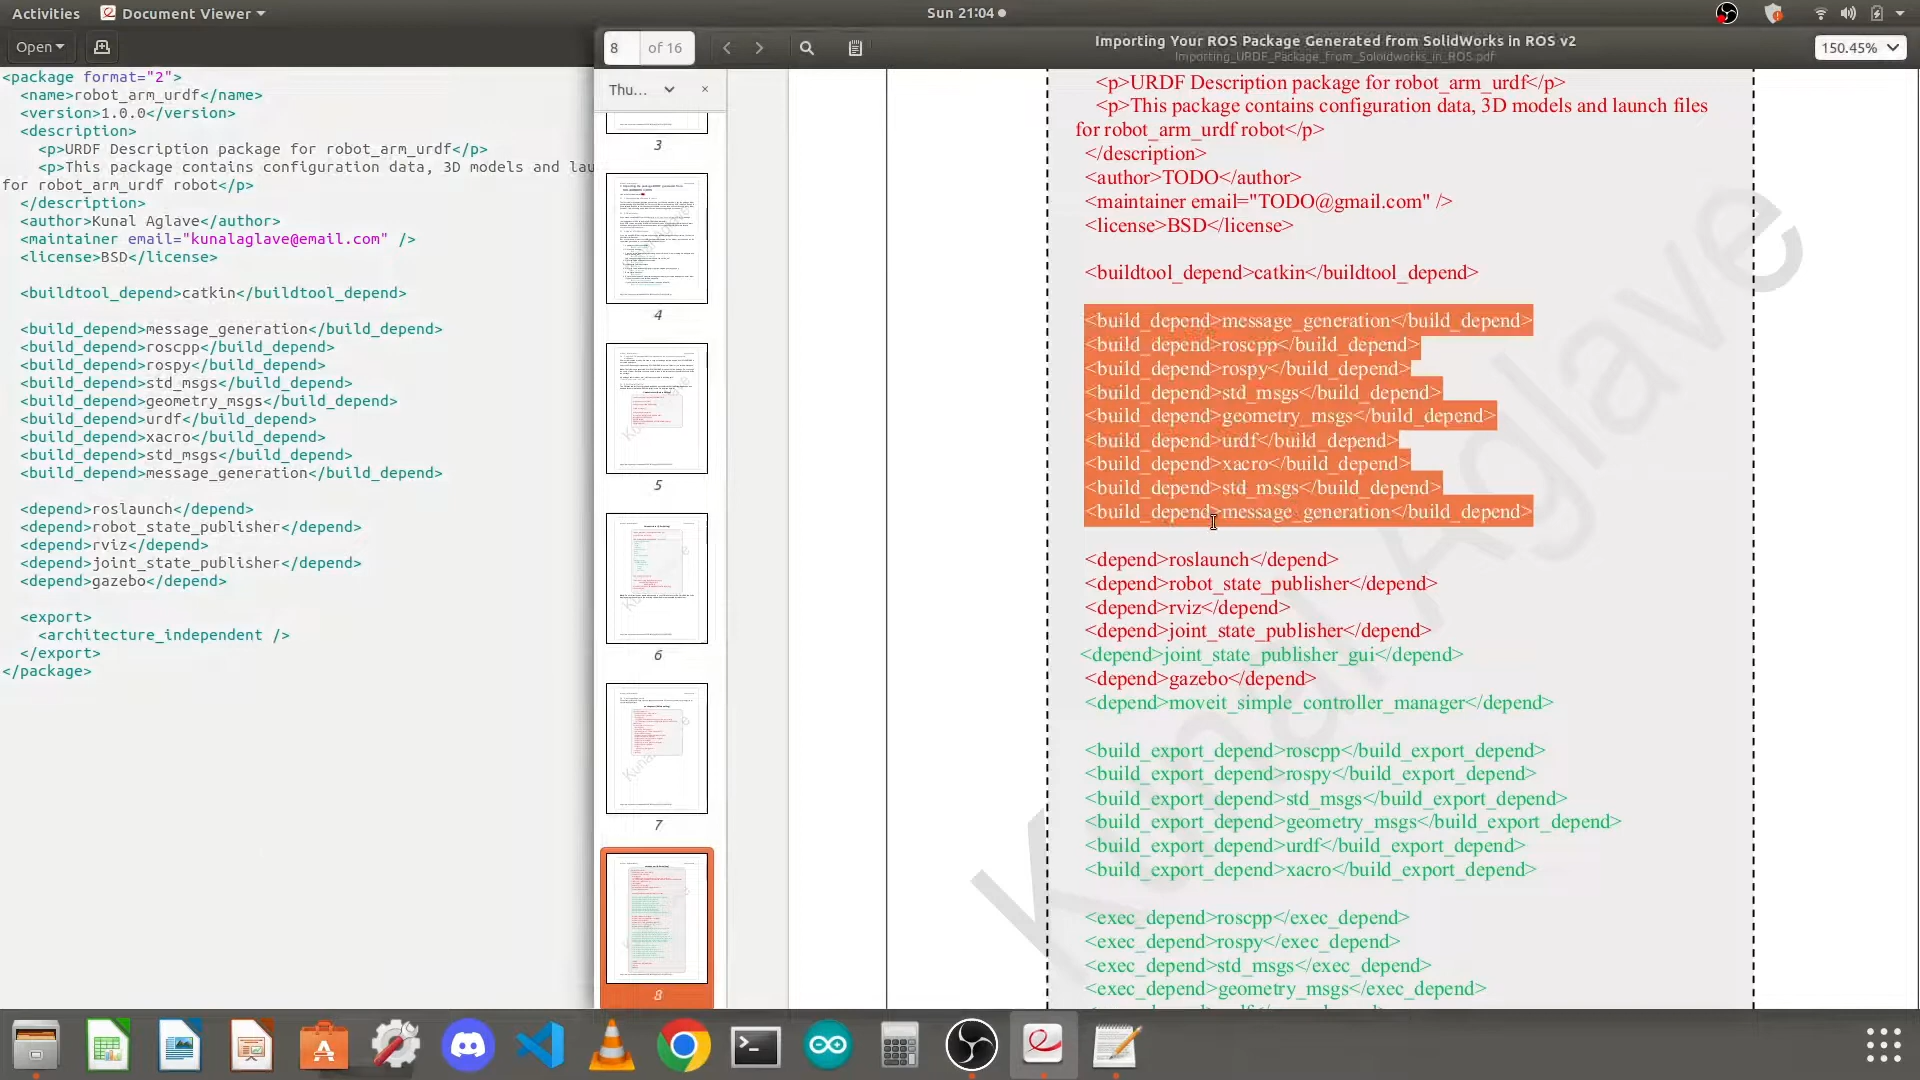 Activities
Document Viewer
Sun 21:04
Open
<package format="2">
  <name>robot_arm_urdf</name>
  <version>1.0.0</version>
  <description>
    <p>URDF Description package for robot_arm_urdf</p>
    <p>This package contains configuration data, 3D models and lau
for robot_arm_urdf robot</p>
  </description>
  <author>Kunal Aglave</author>
  <maintainer email="kunalaglave@email.com" />
  <license>BSD</license>
  <buildtool_depend>catkin</buildtool_depend>
  <build_depend>message_generation</build_depend>
  <build_depend>roscpp</build_depend>
  <build_depend>rospy</build_depend>
  <build_depend>std_msgs</build_depend>
  <build_depend>geometry_msgs</build_depend>
  <build_depend>urdf</build_depend>
  <build_depend>xacro</build_depend>
  <build_depend>std_msgs</build_depend>
  <build_depend>message_generation</build_depend>
  <depend>roslaunch</depend>
  <depend>robot_state_publisher</depend>
  <depend>rviz</depend>
  <depend>joint_state_publisher</depend>
  <depend>gazebo</depend>
  <export>
    <architecture_independent />
  </export>
</package>
8 of 16
Importing Your ROS Package Generated from SolidWorks in ROS v2
Importing_URDF_Package_from_Soloidworks_in_ROS.pdf
150.45%
Thu...
3
4
5
6
7
8
<p>URDF Description package for robot_arm_urdf</p>
<p>This package contains configuration data, 3D models and launch files
for robot_arm_urdf robot</p>
</description>
<author>TODO</author>
<maintainer email="TODO@gmail.com" />
<license>BSD</license>
<buildtool_depend>catkin</buildtool_depend>
<build_depend>message_generation</build_depend>
<build_depend>roscpp</build_depend>
<build_depend>rospy</build_depend>
<build_depend>std_msgs</build_depend>
<build_depend>geometry_msgs</build_depend>
<build_depend>urdf</build_depend>
<build_depend>xacro</build_depend>
<build_depend>std_msgs</build_depend>
<build_depend>message_generation</build_depend>
<depend>roslaunch</depend>
<depend>robot_state_publisher</depend>
<depend>rviz</depend>
<depend>joint_state_publisher</depend>
<depend>joint_state_publisher_gui</depend>
<depend>gazebo</depend>
<depend>moveit_simple_controller_manager</depend>
<build_export_depend>roscpp</build_export_depend>
<build_export_depend>rospy</build_export_depend>
<build_export_depend>std_msgs</build_export_depend>
<build_export_depend>geometry_msgs</build_export_depend>
<build_export_depend>urdf</build_export_depend>
<build_export_depend>xacro</build_export_depend>
<exec_depend>roscpp</exec_depend>
<exec_depend>rospy</exec_depend>
<exec_depend>std_msgs</exec_depend>
<exec_depend>geometry_msgs</exec_depend>
Kunal Aglave